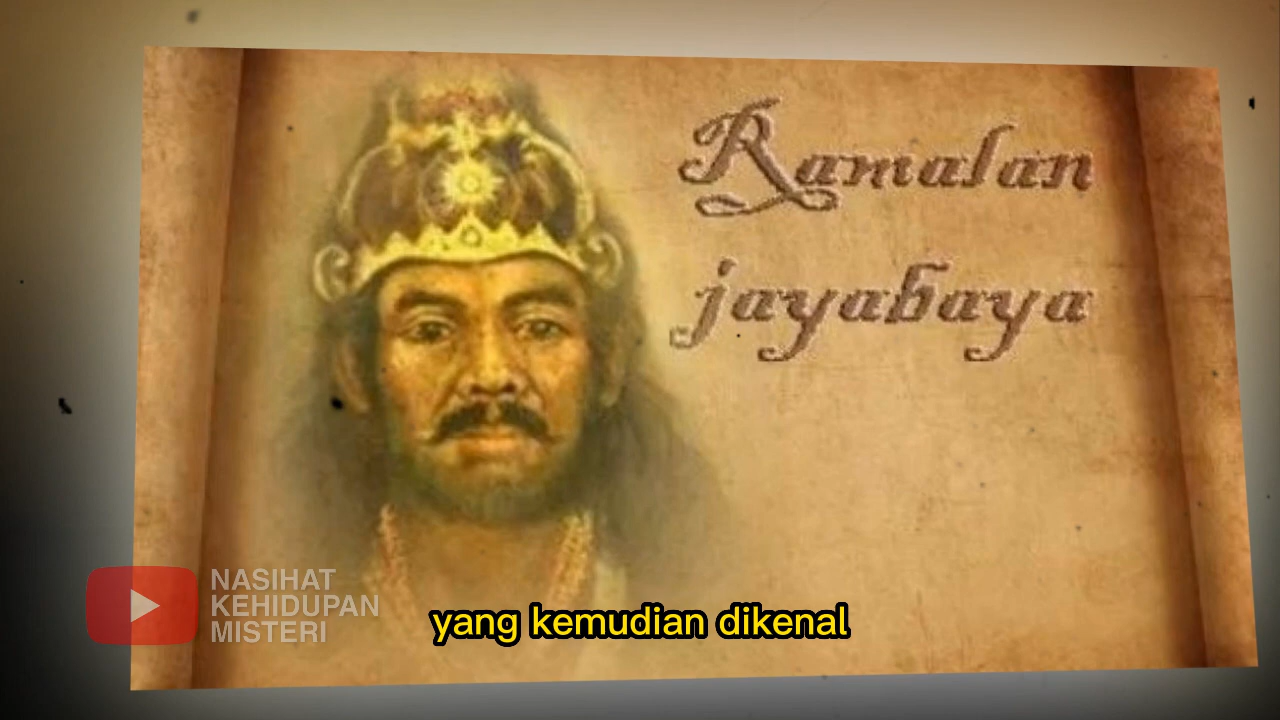 Ramalan
jayabaya
NASIHAT
KEHIDUPAN
MISTERI
yang kemudian dikenal